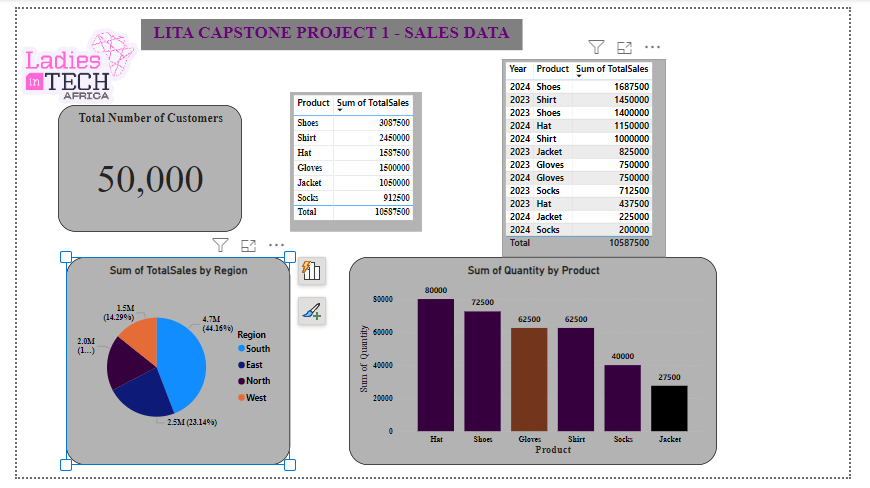 LITA CAPSTONE PROJECT 1 - SALES DATA
Ladies
in TECH
AFRICA
Total Number of Customers
50,000
Product Sum of TotalSales
Shoes 3087500
Shirt 2450000
Hat 1587500
Gloves 1500000
Jacket 1050000
Socks 912500
Total 10587500
Year Product Sum of TotalSales
2024 Shoes 1687500
2023 Shirt 1450000
2023 Shoes 1400000
2024 Hat 1150000
2024 Shirt 1000000
2023 Jacket 825000
2023 Gloves 750000
2024 Gloves 750000
2023 Socks 712500
2023 Hat 437500
2024 Jacket 225000
2024 Socks 200000
Total 10587500
Sum of TotalSales by Region
1.5M
(14.29%)
2.0M
(1...)
4.7M
(44.16%)
2.5M (23.14%)
Region
South
East
North
West
Sum of Quantity by Product
Sum of Quantity
80000
60000
40000
20000
0
80000
72500
62500
62500
40000
27500
Hat Shoes Gloves Shirt Socks Jacket
Product